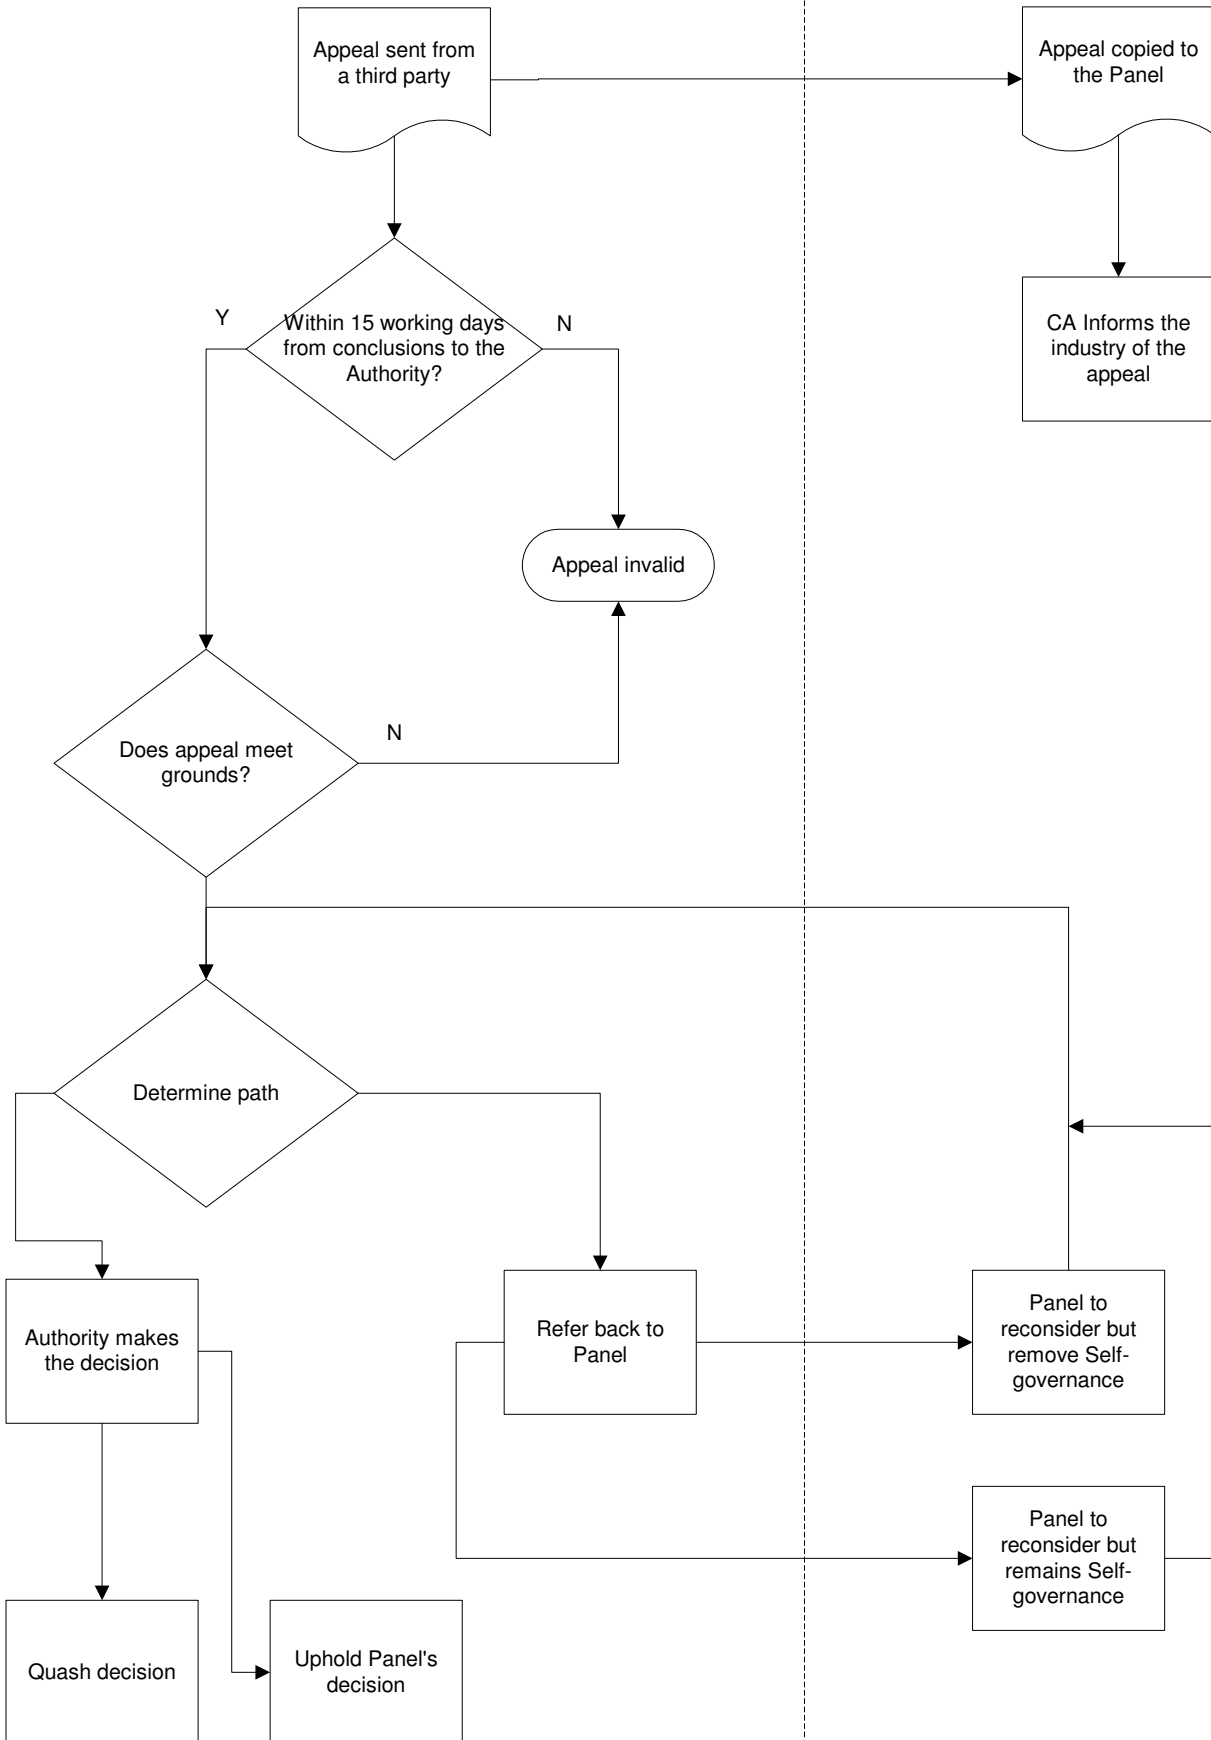 Appeal sent from
a third party
Appeal copied to
the Panel
Y
Within 15 working days
from conclusions to the
Authority?
N
CA Informs the
industry of the
appeal
Appeal invalid
Does appeal meet
grounds?
N
Determine path
Authority makes
the decision
Refer back to
Panel
Panel to
reconsider but
remove Self-
governance
Panel to
reconsider but
remains Self-
governance
Quash decision
Uphold Panel's
decision